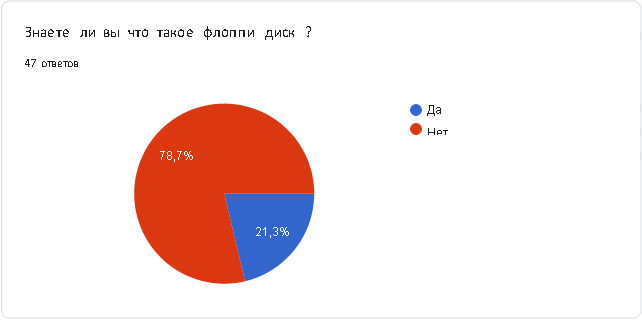 Знаете ли вы что такое флоппи диск ?
47 ответов
Да
Нет
78,7%
21,3%